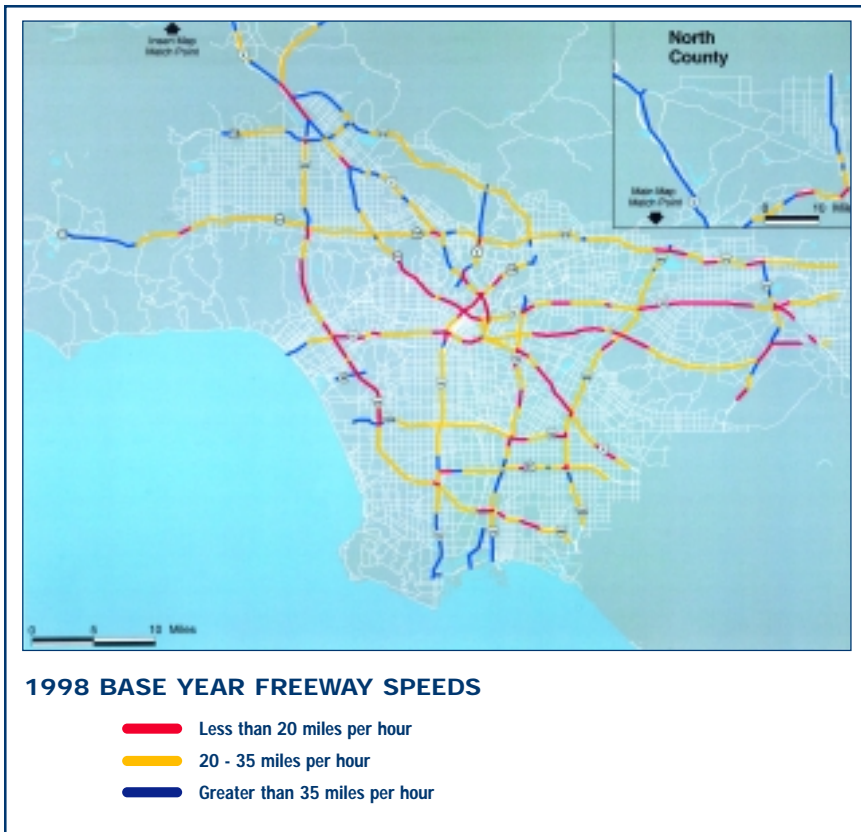 Insert Map
Match Point
North
County
Main Map
Match Point
0 10 Miles
0 5 10 Miles
1998 BASE YEAR FREEWAY SPEEDS
Less than 20 miles per hour
20 - 35 miles per hour
Greater than 35 miles per hour